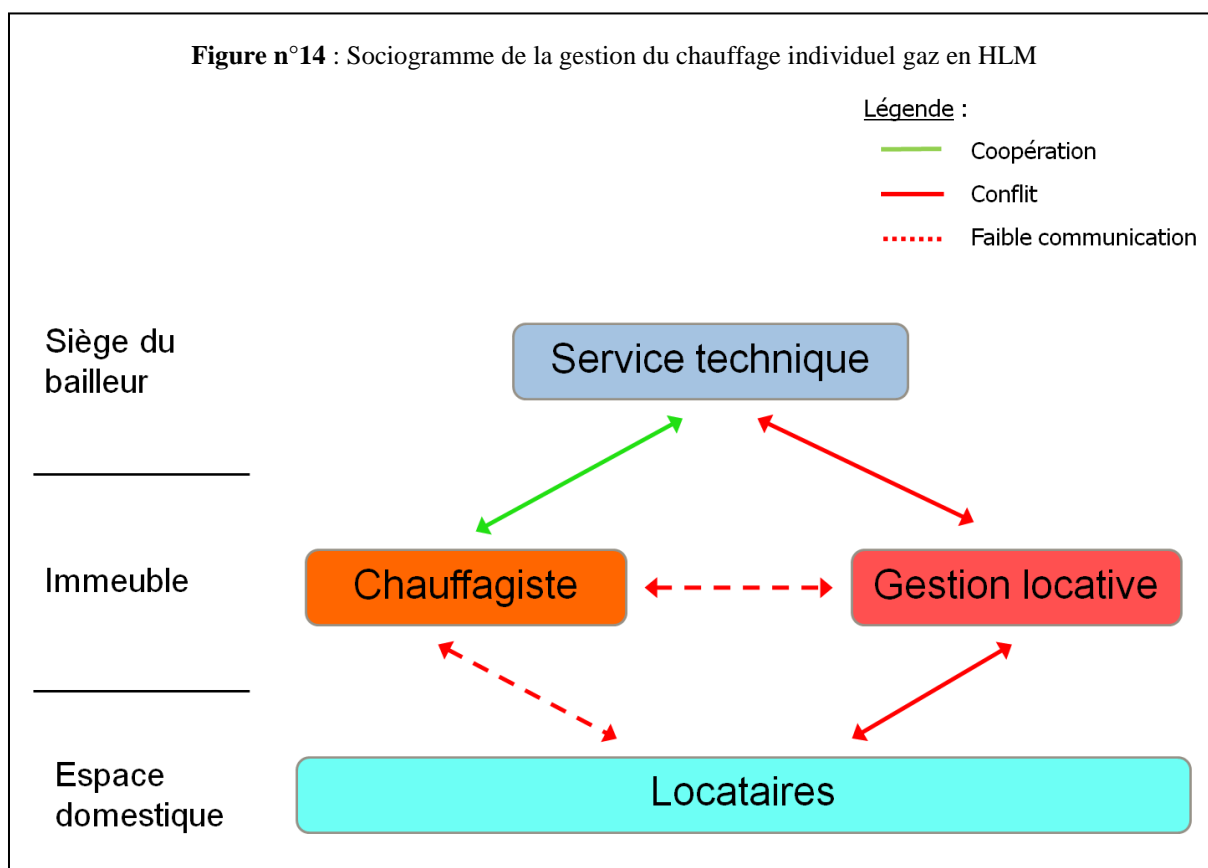 Figure n°14 : Sociogramme de la gestion du chauffage individuel gaz en HLM
Légende :
Coopération
Conflit
Faible communication
Siège du
bailleur
Service technique
Immeuble
Chauffagiste
Gestion locative
Espace
domestique
Locataires